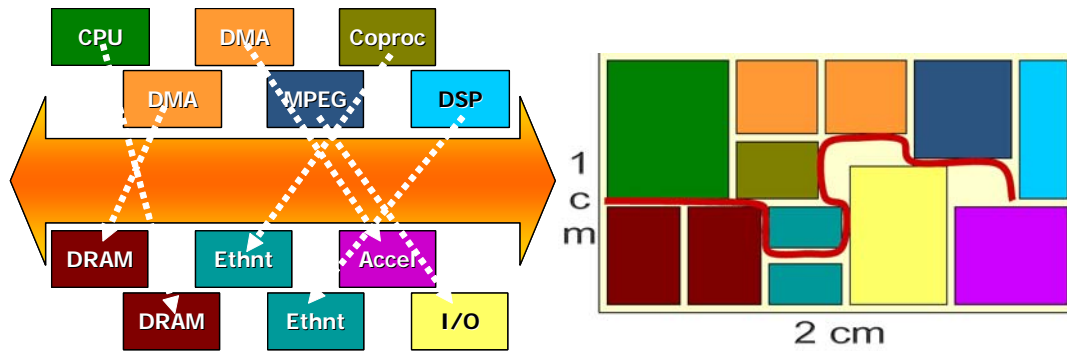 CPU
DMA
Coproc
DMA
MPEG
DSP
DRAM
Ethnt
Accel
DRAM
Ethnt
I/O
1
c
m
2 cm